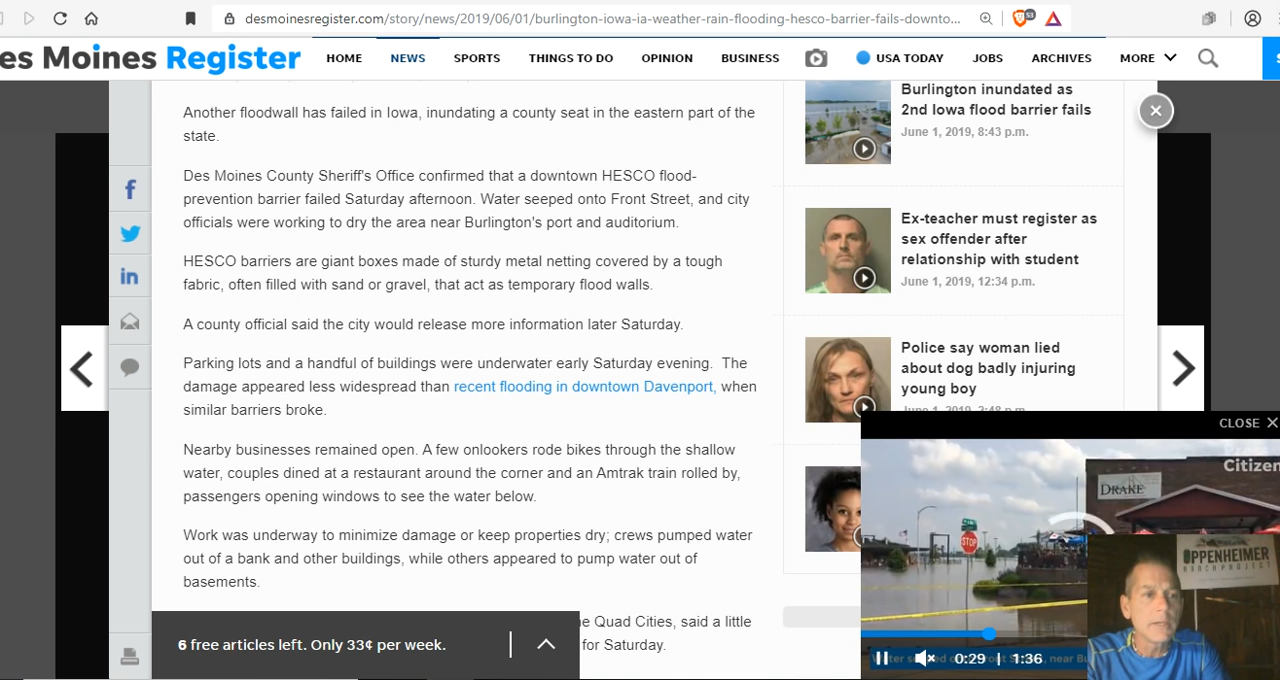 desmoinesregister.com/story/news/2019/06/01/burlington-iowa-ia-weather-rain-flooding-hesco-barrier-fails-downto...
53
es Moines Register
HOME
NEWS
SPORTS
THINGS TO DO
OPINION
BUSINESS
USA TODAY
JOBS
ARCHIVES
MORE
Another floodwall has failed in Iowa, inundating a county seat in the eastern part of the
state.
Des Moines County Sheriff's Office confirmed that a downtown HESCO flood-
prevention barrier failed Saturday afternoon. Water seeped onto Front Street, and city
officials were working to dry the area near Burlington's port and auditorium.
HESCO barriers are giant boxes made of sturdy metal netting covered by a tough
fabric, often filled with sand or gravel, that act as temporary flood walls.
A county official said the city would release more information later Saturday.
Parking lots and a handful of buildings were underwater early Saturday evening. The
damage appeared less widespread than recent flooding in downtown Davenport, when
similar barriers broke.
Nearby businesses remained open. A few onlookers rode bikes through the shallow
water, couples dined at a restaurant around the corner and an Amtrak train rolled by,
passengers opening windows to see the water below.
Work was underway to minimize damage or keep properties dry; crews pumped water
out of a bank and other buildings, while others appeared to pump water out of
basements.
e Quad Cities, said a little
for Saturday.
6 free articles left. Only 33¢ per week.
Burlington inundated as
2nd Iowa flood barrier fails
June 1, 2019, 8:43 p.m.
Ex-teacher must register as
sex offender after
relationship with student
June 1, 2019, 12:34 p.m.
Police say woman lied
about dog badly injuring
young boy
June 1, 2019, 2:48 p.m.
CLOSE
Citizen
DRAKE
STOP
OPPENHEIMER
RANCH PROJECT
0:29 | 1:36